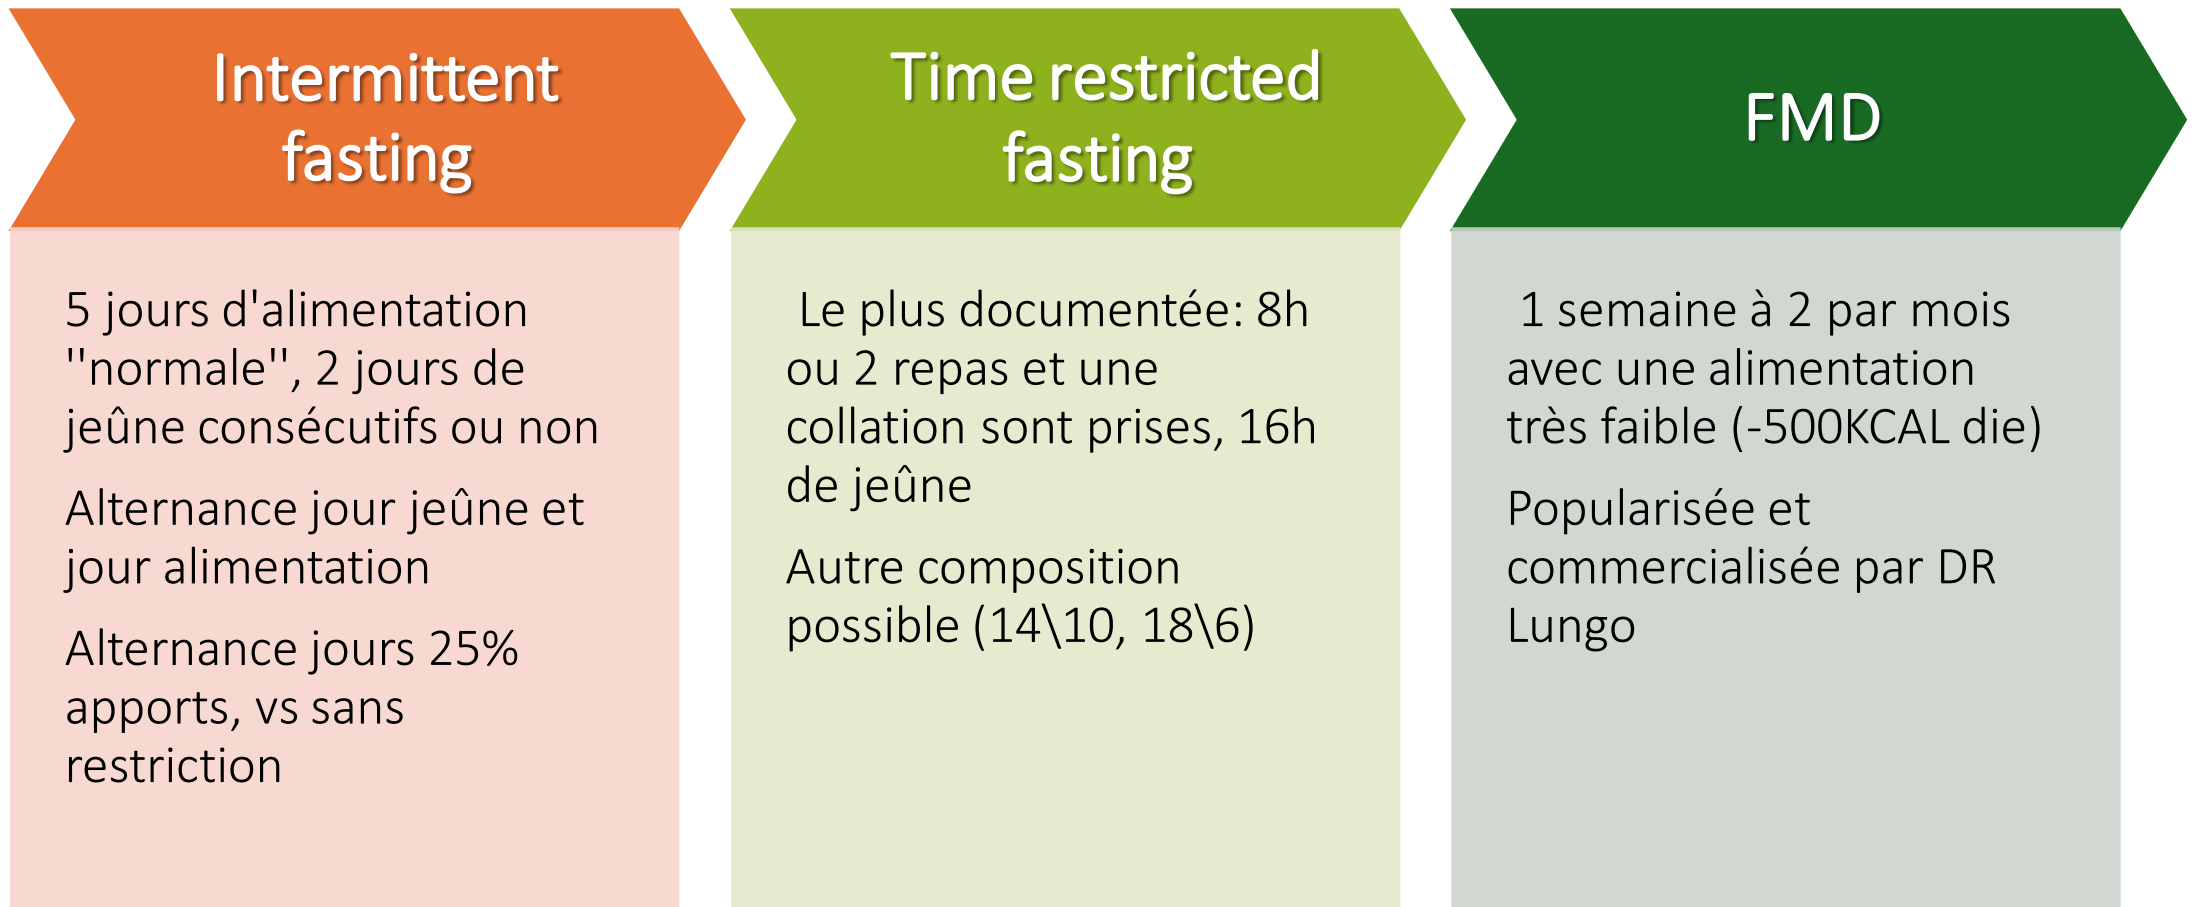 Intermittent
fasting
5 jours d'alimentation
"normale", 2 jours de
jeûne consécutifs ou non
Alternance jour jeûne et
jour alimentation
Alternance jours 25%
apports, vs sans
restriction
Time restricted
fasting
Le plus documentée: 8h
ou 2 repas et une
collation sont prises, 16h
de jeûne
Autre composition
possible (14\10, 18\6)
FMD
1 semaine à 2 par mois
avec une alimentation
très faible (-500KCAL die)
Popularisée et
commercialisée par DR
Lungo